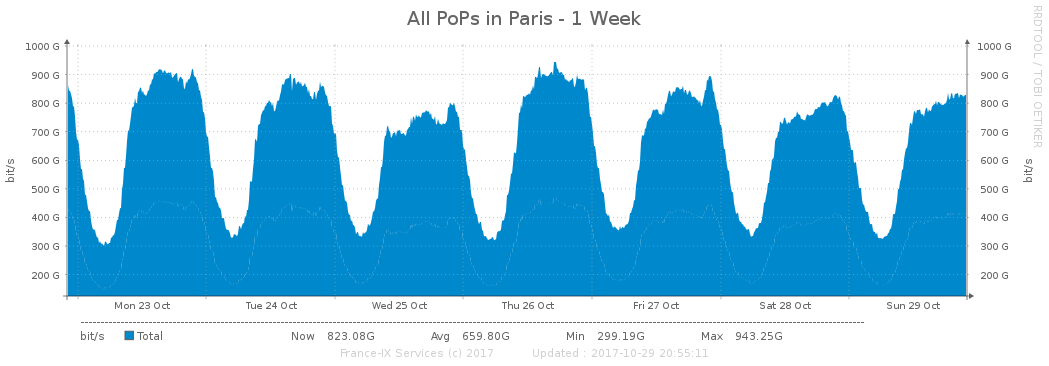 All PoPs in Paris - 1 Week
RRDTOOL / TOBI OETIKER
1000 G 1000 G
900 G 900 G
800 G 800 G
700 G 700 G
600 G 600 G
500 G 500 G
400 G 400 G
300 G 300 G
200 G 200 G
bit/s bit/s
Mon 23 Oct Tue 24 Oct Wed 25 Oct Thu 26 Oct Fri 27 Oct Sat 28 Oct Sun 29 Oct
bit/s Total Now 823.08G Avg 659.80G Min 299.19G Max 943.25G
France-IX Services (c) 2017 Updated : 2017-10-29 20:55:11